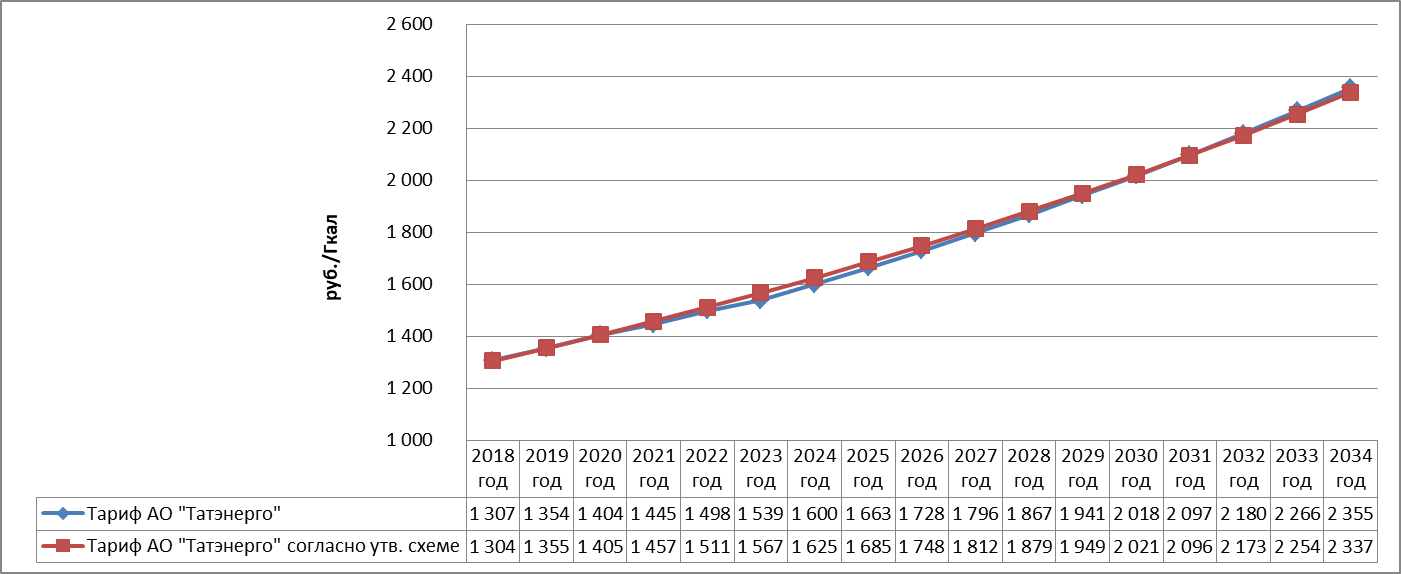 2 600
2 400
2 200
2 000
1 800
1 600
1 400
1 200
1 000
руб./Гкал
2018 год 2019 год 2020 год 2021 год 2022 год 2023 год 2024 год 2025 год 2026 год 2027 год 2028 год 2029 год 2030 год 2031 год 2032 год 2033 год 2034 год
Тариф АО "Татэнерго" 1 307 1 354 1 404 1 445 1 498 1 539 1 600 1 663 1 728 1 796 1 867 1 941 2 018 2 097 2 180 2 266 2 355
Тариф АО "Татэнерго" согласно утв. схеме 1 304 1 355 1 405 1 457 1 511 1 567 1 625 1 685 1 748 1 812 1 879 1 949 2 021 2 096 2 173 2 254 2 337